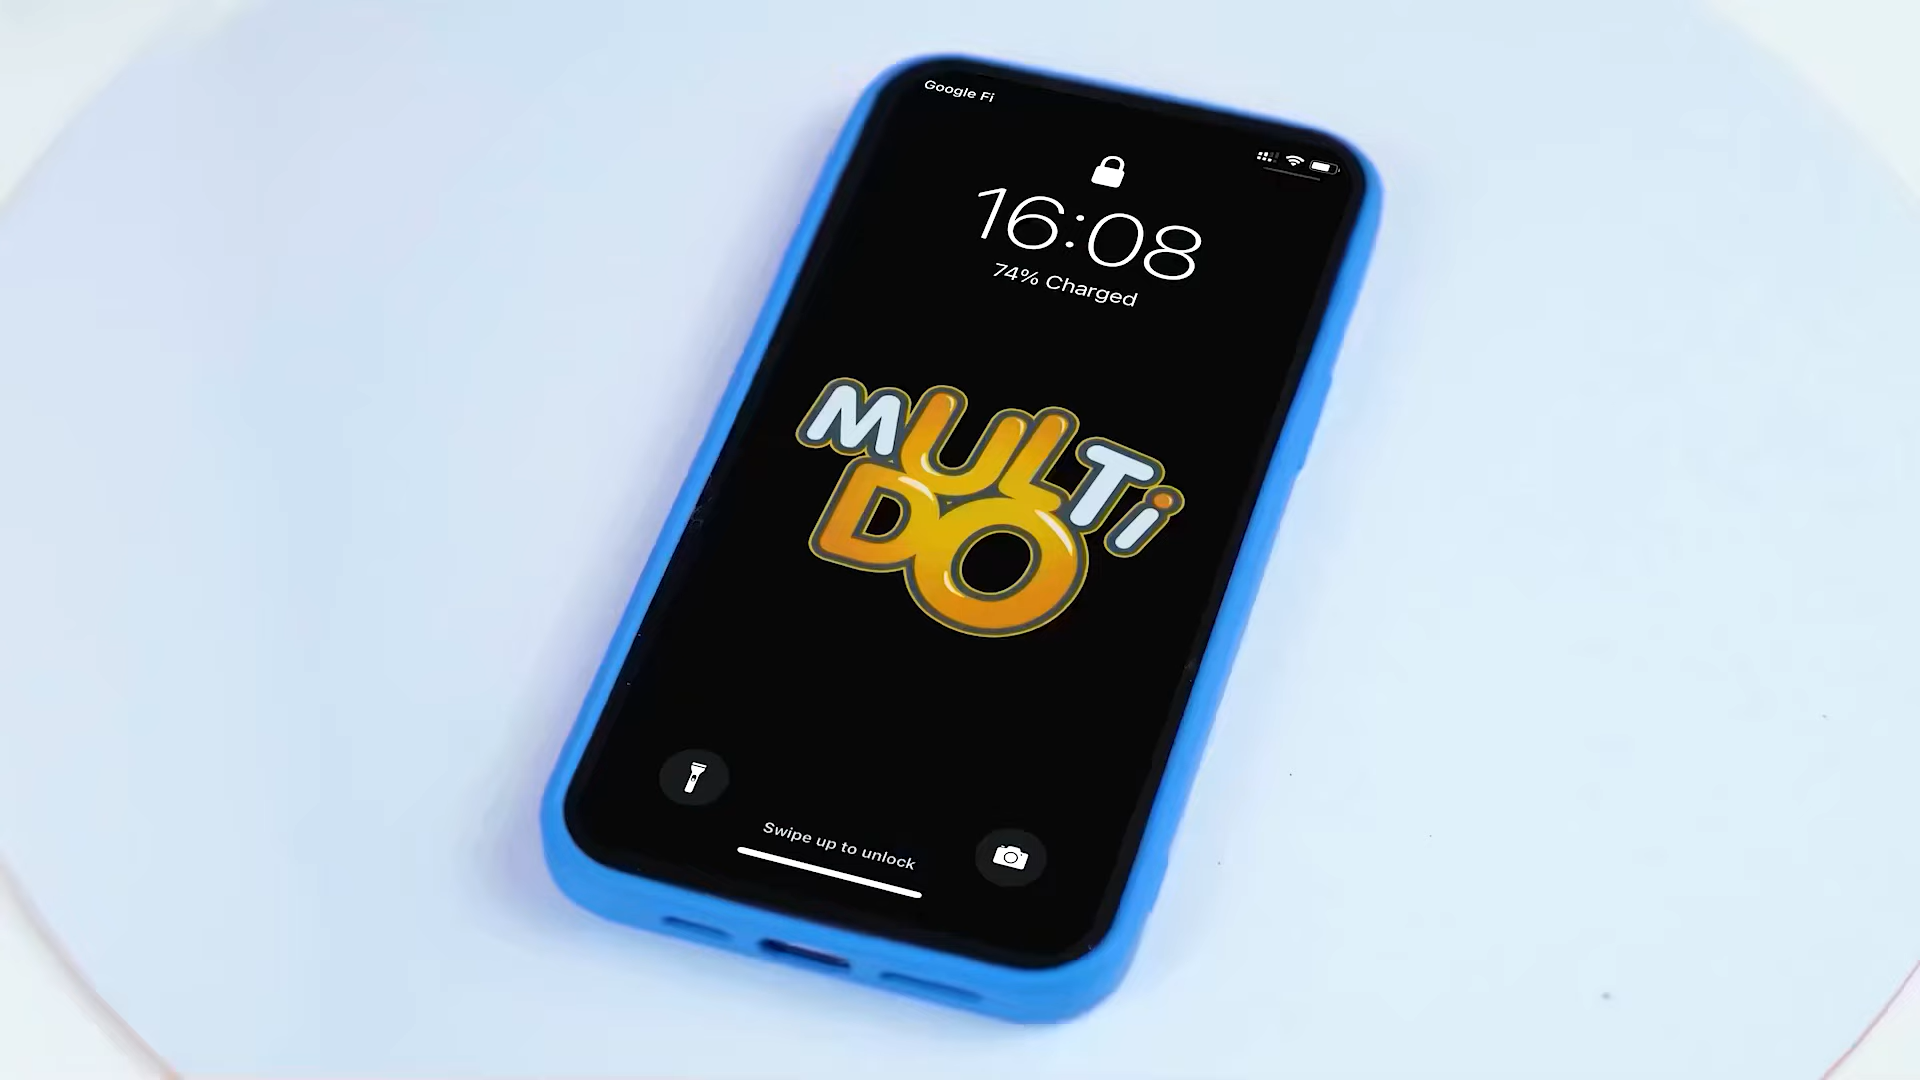 Google Fi
16:08
74% Charged
MULTi
DO
Swipe up to unlock